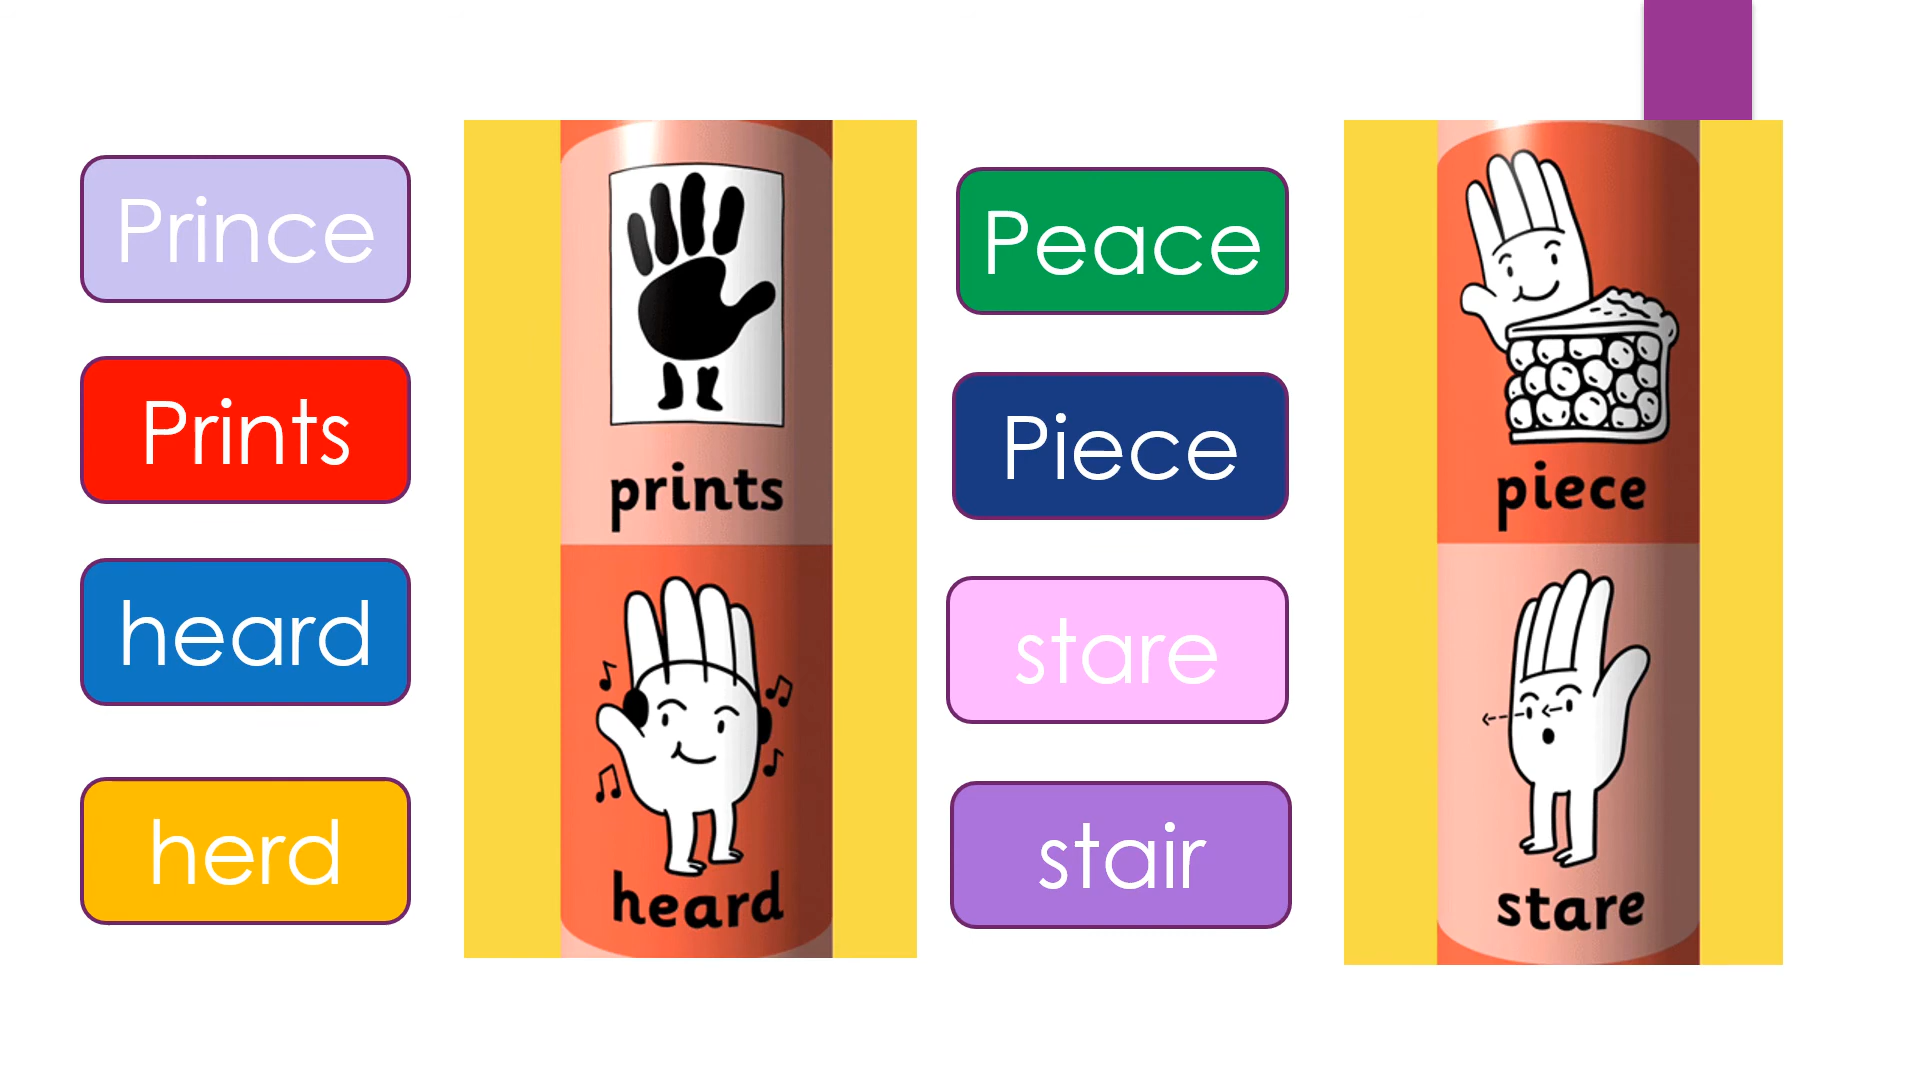 Prince
Prints
heard
herd
prints
heard
Peace
Piece
stare
stair
piece
stare